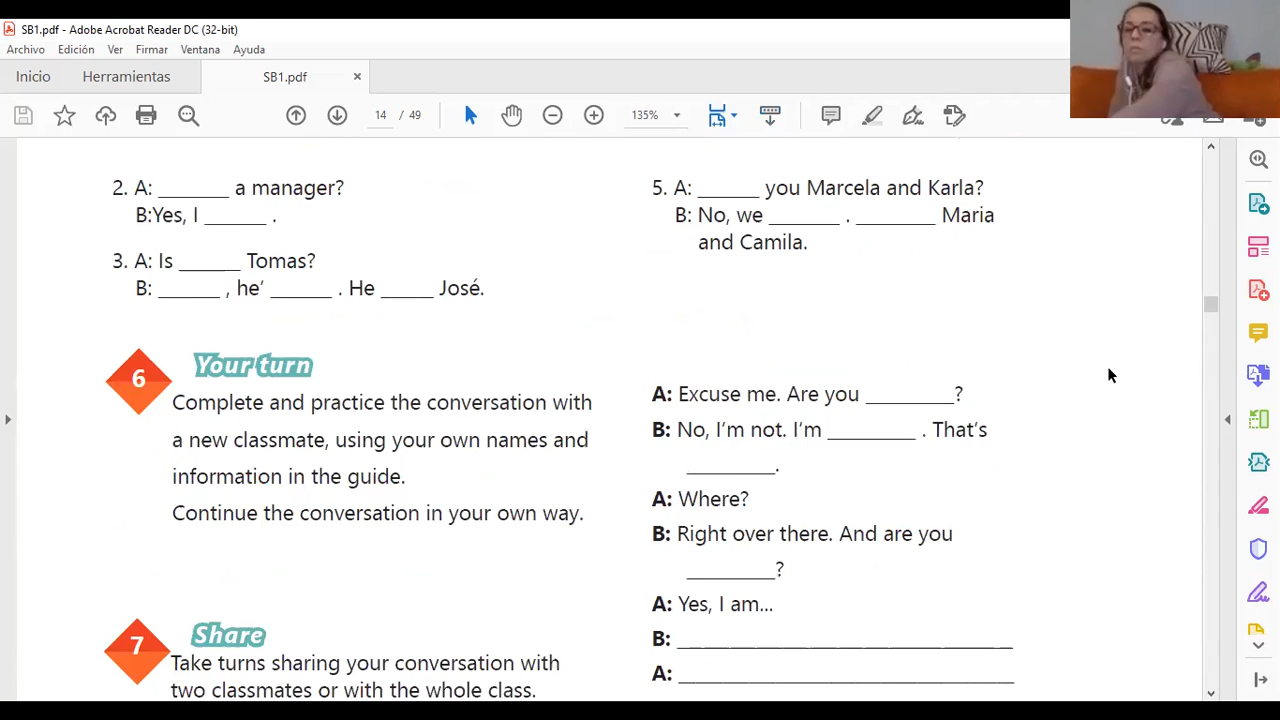 SB1.pdf - Adobe Acrobat Reader DC (32-bit)
Archivo Edición Ver Firmar Ventana Ayuda
Inicio Herramientas SB1.pdf ×
14 / 49 135%
2. A: _______ a manager?
B:Yes, I ______ .
3. A: Is ______ Tomas?
B: ______ , he' ______ . He _____ José.
5. A: ______ you Marcela and Karla?
B: No, we _______ . ________ Maria
and Camila.
6 Your turn
Complete and practice the conversation with
a new classmate, using your own names and
information in the guide.
Continue the conversation in your own way.
A: Excuse me. Are you _________?
B: No, I'm not. I'm _________ . That's
_________.
A: Where?
B: Right over there. And are you
_________?
A: Yes, I am...
B: __________________________________
A: __________________________________
7 Share
Take turns sharing your conversation with
two classmates or with the whole class.